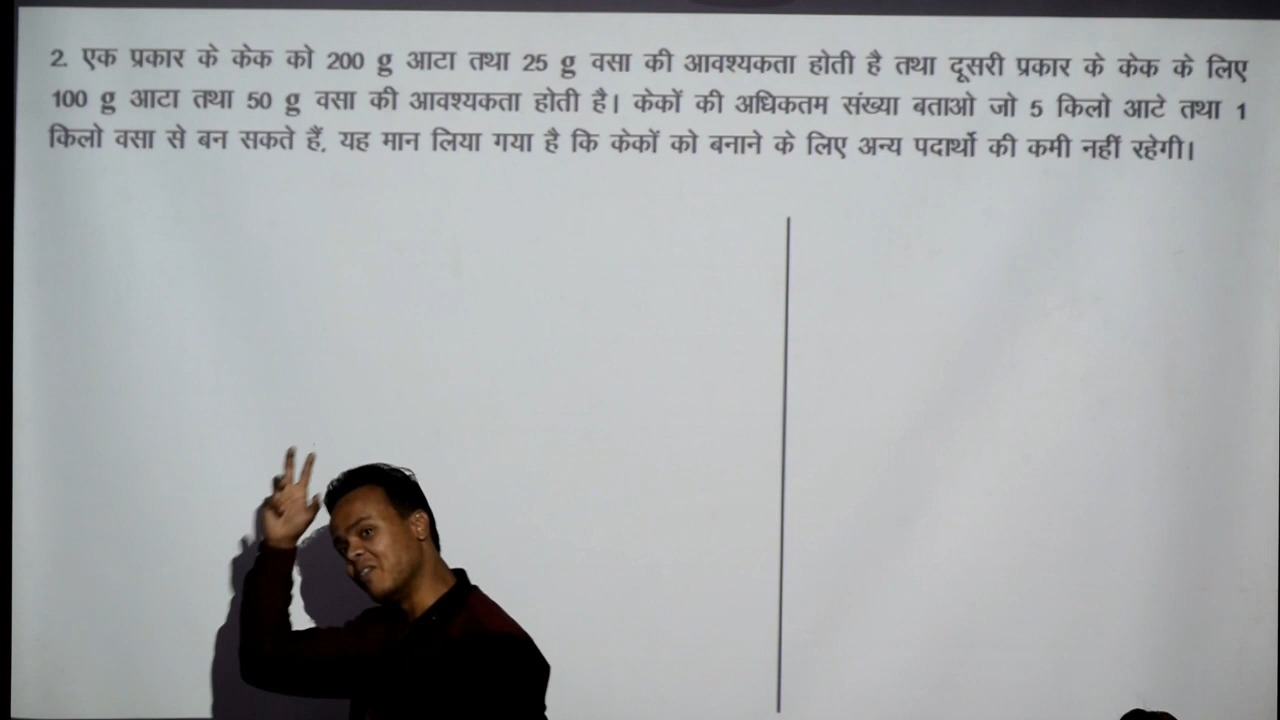 2. एक प्रकार के केक को 200 g आटा तथा 25 g वसा की आवश्यकता होती है तथा दूसरी प्रकार के केक के लिए
100 g आटा तथा 50 g वसा की आवश्यकता होती है। केकों की अधिकतम संख्या बताओ जो 5 किलो आटे तथा 1
किलो वसा से बन सकते हैं, यह मान लिया गया है कि केकों को बनाने के लिए अन्य पदार्थो की कमी नहीं रहेगी।